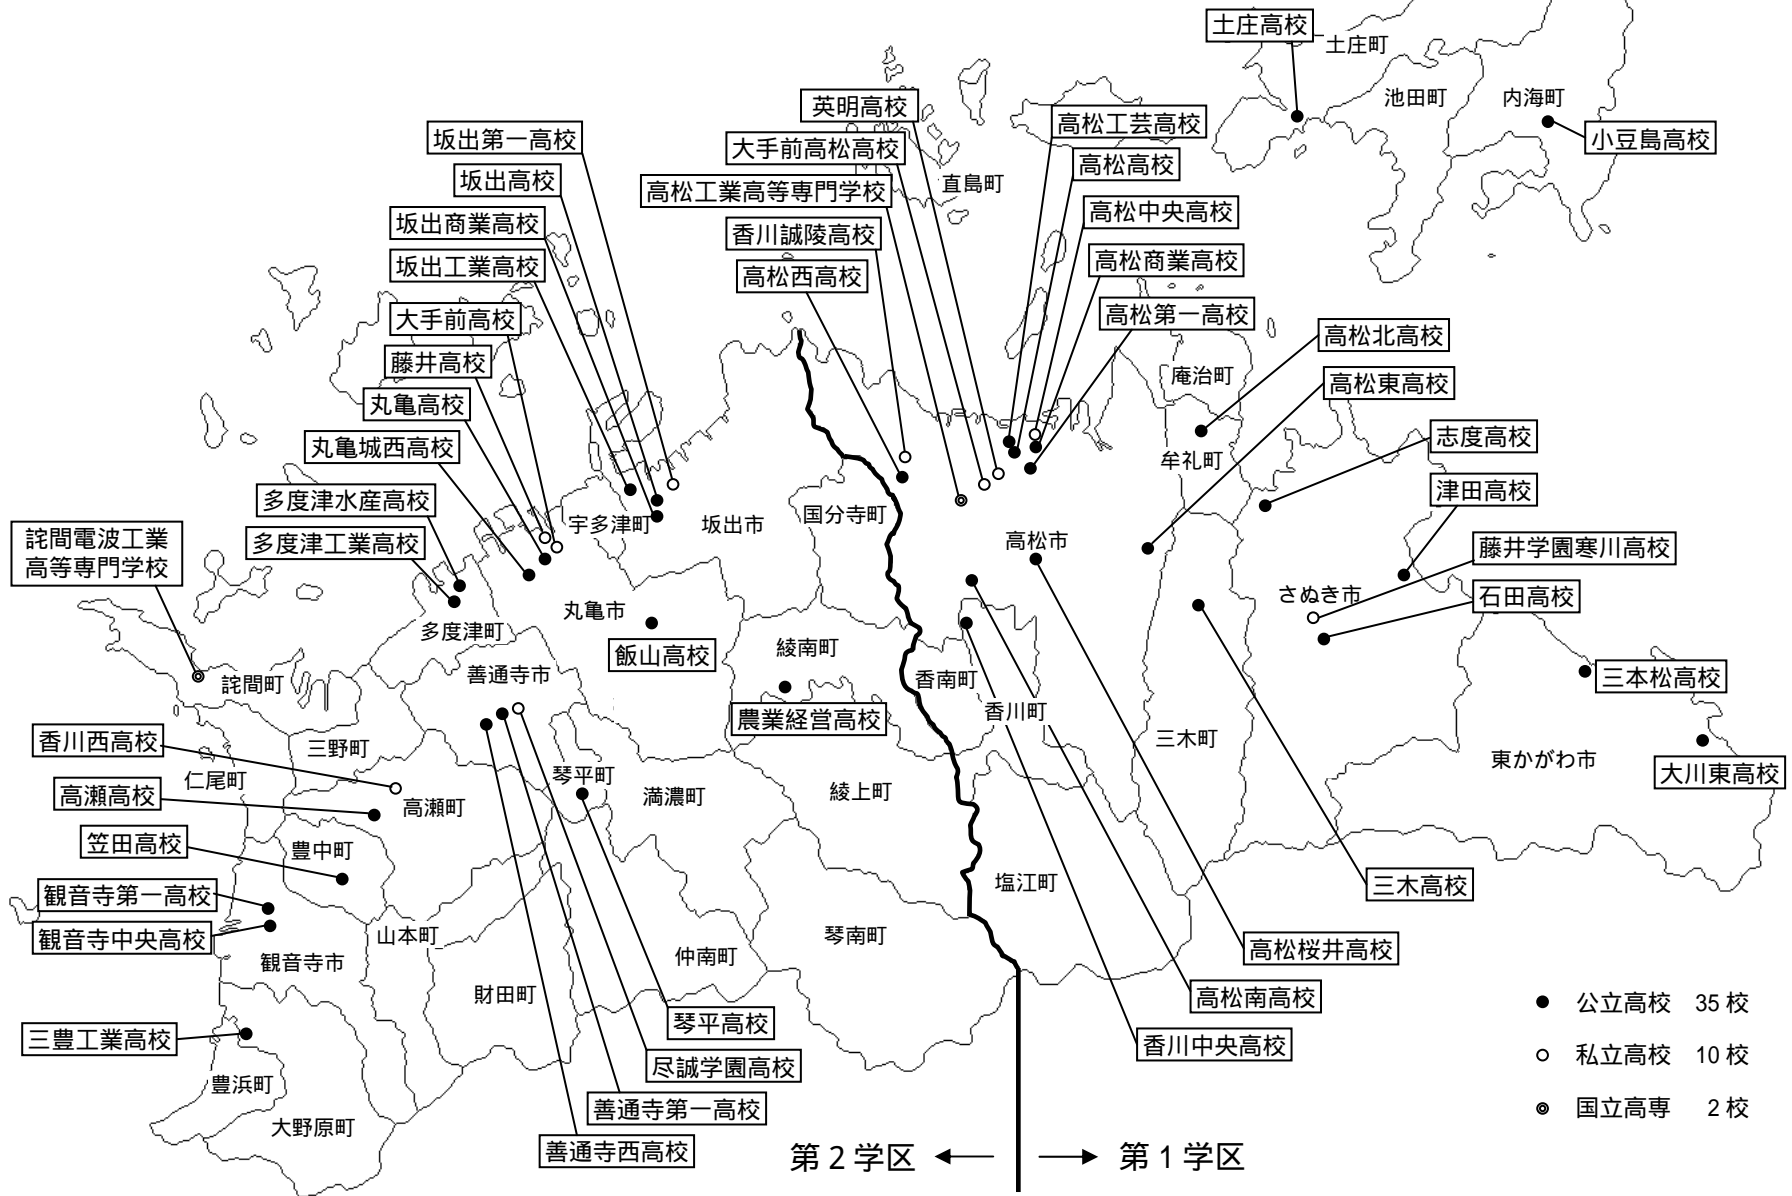 土庄高校
土庄町
英明高校
池田町
内海町
高松工芸高校
坂出第一高校
小豆島高校
大手前高松高校
高松高校
坂出高校
直島町
高松工業高等専門学校
高松中央高校
坂出商業高校
香川誠陵高校
高松商業高校
坂出工業高校
高松西高校
高松第一高校
大手前高校
高松北高校
藤井高校
庵治町
高松東高校
丸亀高校
志度高校
丸亀城西高校
牟礼町
津田高校
多度津水産高校
宇多津町
坂出市
国分寺町
詫間電波工業
高等専門学校
多度津工業高校
高松市
藤井学園寒川高校
さぬき市
石田高校
丸亀市
多度津町
飯山高校
綾南町
善通寺市
香南町
三本松高校
詫間町
香川町
農業経営高校
香川西高校
三野町
三木町
東かがわ市
大川東高校
仁尾町
琴平町
高瀬高校
高瀬町
満濃町
綾上町
笠田高校
豊中町
塩江町
三木高校
観音寺第一高校
観音寺中央高校
山本町
琴南町
高松桜井高校
観音寺市
仲南町
財田町
高松南高校
公立高校 35校
琴平高校
三豊工業高校
香川中央高校
私立高校 10校
尽誠学園高校
豊浜町
善通寺第一高校
国立高専 2校
大野原町
善通寺西高校
第2学区 ← → 第1学区